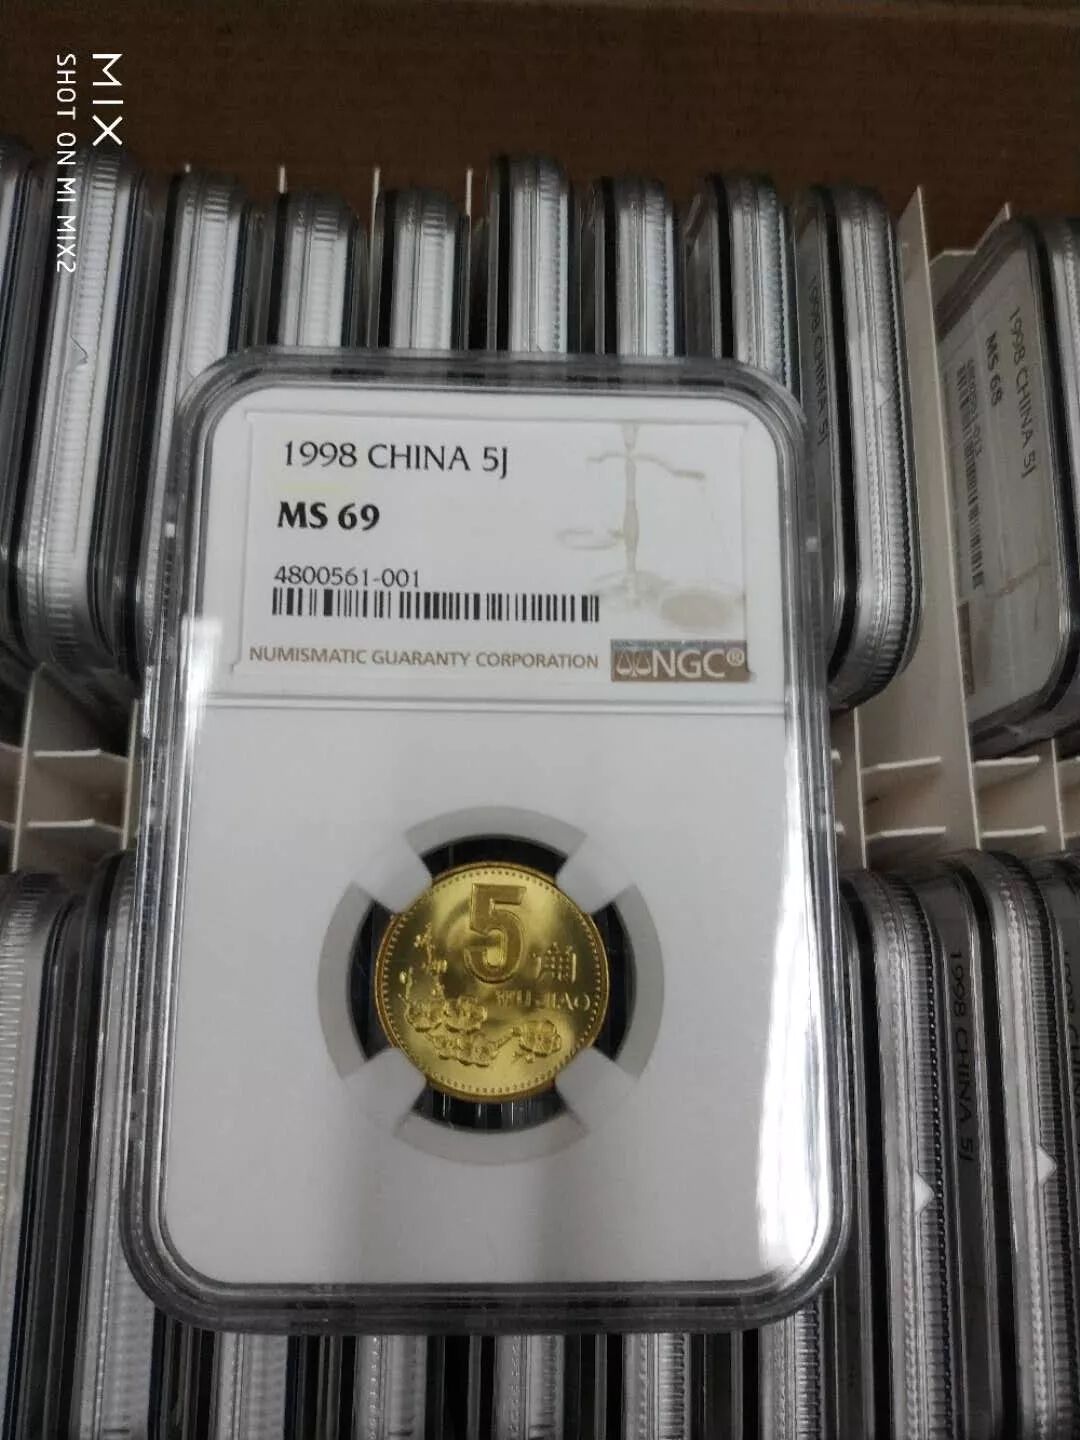 MIX
SHOT ON MI MIX2
1998 CHINA 5J
MS 69
4800561-001
NUMISMATIC GUARANTY CORPORATION
NGC®
5
角
WU JIAO
1998 CHINA 5J
1998 CHINA 5J
MS 68
1998 CHINA 5J